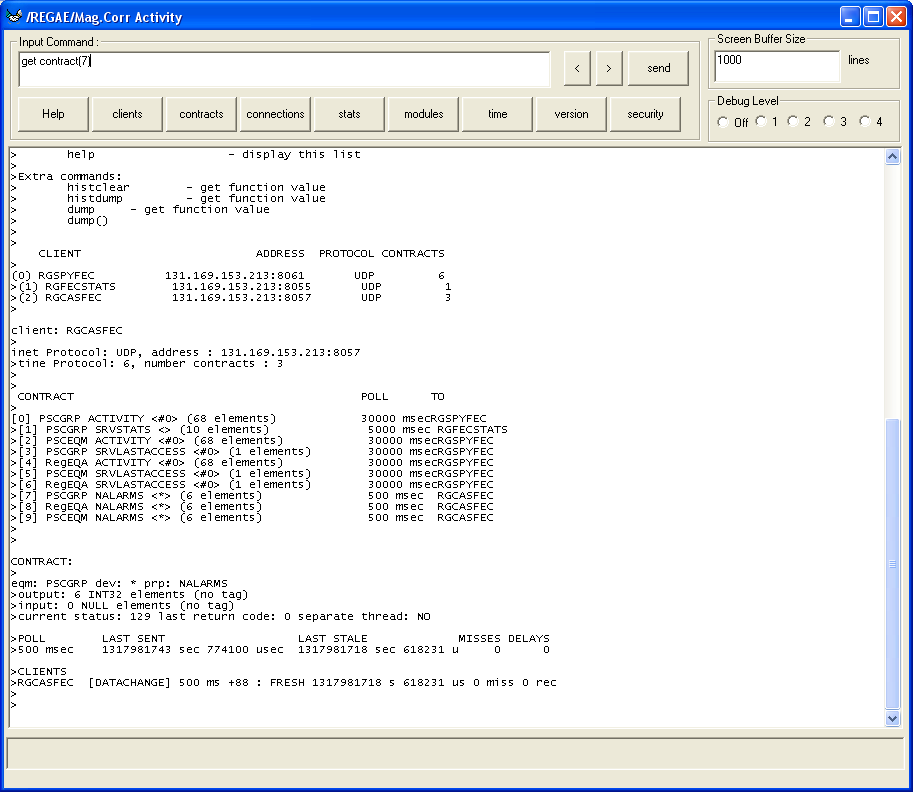 /REGAE/Mag.Corr Activity
Input Command :
get contract(7)
< > send
Help clients contracts connections stats modules time version security
Screen Buffer Size
1000 lines
Debug Level
Off 1 2 3 4
> help - display this list
>
>Extra commands:
> histclear - get function value
> histdump - get function value
> dump - get function value
> dump()
>
>
CLIENT ADDRESS PROTOCOL CONTRACTS
>
(0) RGSPYFEC 131.169.153.213:8061 UDP 6
>(1) RGFECSTATS 131.169.153.213:8055 UDP 1
>(2) RGCASFEC 131.169.153.213:8057 UDP 3
>
client: RGCASFEC
>
inet Protocol: UDP, address : 131.169.153.213:8057
>tine Protocol: 6, number contracts : 3
>
>
CONTRACT POLL TO
>
[0] PSCGRP ACTIVITY <#0> (68 elements) 30000 msecRGSPYFEC
>[1] PSCGRP SRVSTATS <> (10 elements) 5000 msec RGFECSTATS
>[2] PSCEQM ACTIVITY <#0> (68 elements) 30000 msecRGSPYFEC
>[3] PSCGRP SRVLASTACCESS <#0> (1 elements) 30000 msecRGSPYFEC
>[4] RegEQA ACTIVITY <#0> (68 elements) 30000 msecRGSPYFEC
>[5] PSCEQM SRVLASTACCESS <#0> (1 elements) 30000 msecRGSPYFEC
>[6] RegEQA SRVLASTACCESS <#0> (1 elements) 30000 msecRGSPYFEC
>[7] PSCGRP NALARMS <*> (6 elements) 500 msec RGCASFEC
>[8] RegEQA NALARMS <*> (6 elements) 500 msec RGCASFEC
>[9] PSCEQM NALARMS <*> (6 elements) 500 msec RGCASFEC
>
>
CONTRACT:
>
eqm: PSCGRP dev: * prp: NALARMS
>output: 6 INT32 elements (no tag)
>input: 0 NULL elements (no tag)
>current status: 129 last return code: 0 separate thread: NO
>POLL LAST SENT LAST STALE MISSES DELAYS
>500 msec 1317981743 sec 774100 usec 1317981718 sec 618231 u 0 0
>CLIENTS
>RGCASFEC [DATACHANGE] 500 ms +88 : FRESH 1317981718 s 618231 us 0 miss 0 rec
>
>